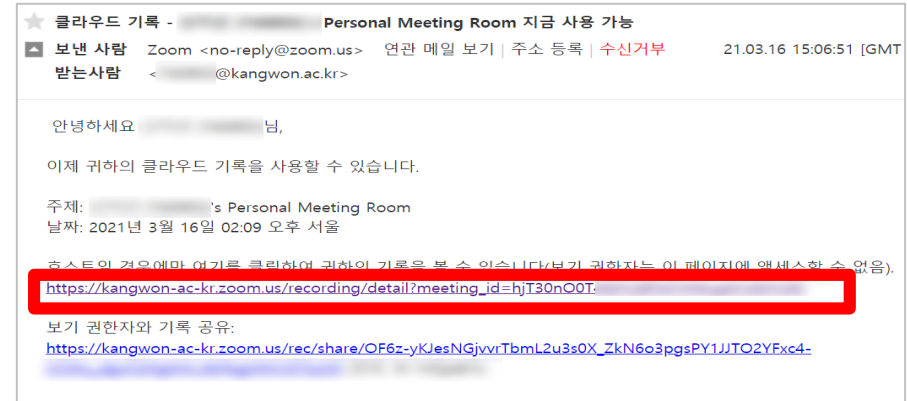 클라우드 기록 - Personal Meeting Room 지금 사용 가능
보낸 사람 Zoom <no-reply@zoom.us> 연관 메일 보기 | 주소 등록 | 수신거부 21.03.16 15:06:51 [GMT
받는사람 < @kangwon.ac.kr>
안녕하세요 님,
이제 귀하의 클라우드 기록을 사용할 수 있습니다.
주제: 's Personal Meeting Room
날짜: 2021년 3월 16일 02:09 오후 서울
호스트인 경우에만 여기를 클릭하여 귀하의 기록을 볼 수 있습니다(보기 권한자는 이 페이지에 액세스할 수 없음).
https://kangwon-ac-kr.zoom.us/recording/detail?meeting_id=hjT30nO0T
보기 권한자와 기록 공유:
https://kangwon-ac-kr.zoom.us/rec/share/OF6z-yKJesNGjvvrTbmL2u3s0X_ZkN6o3pgsPY1JJTO2YFxc4-